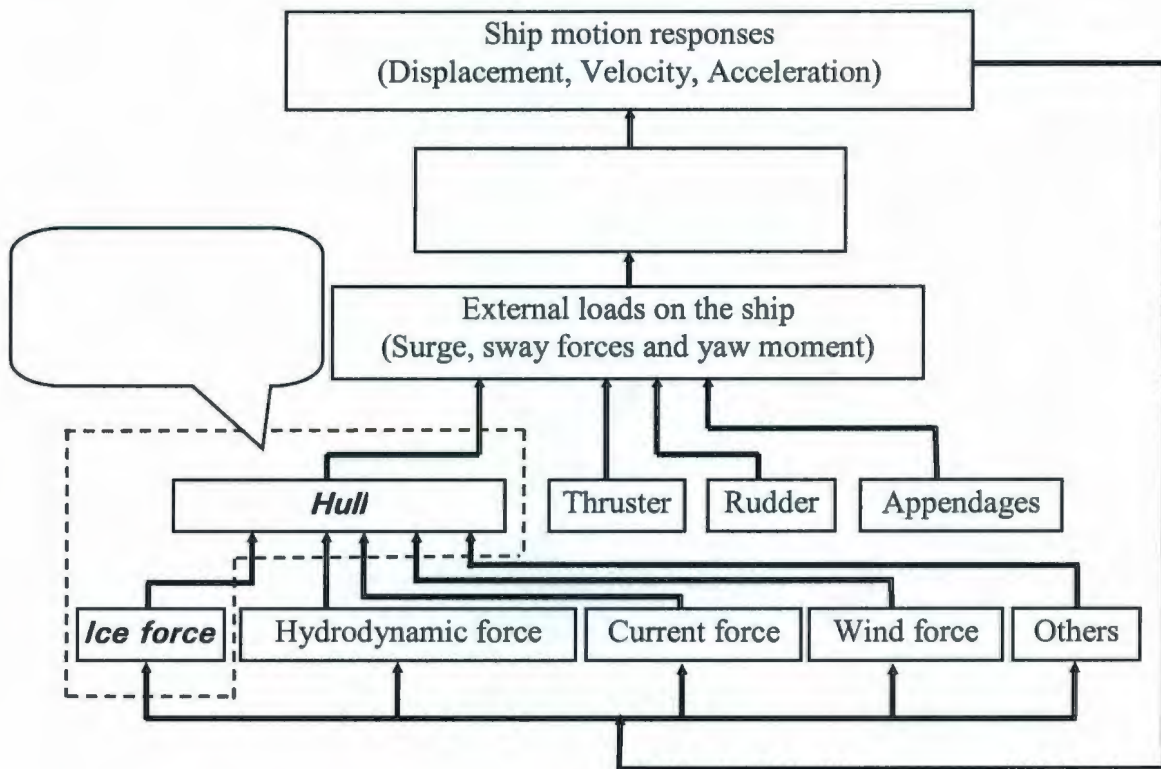 Ship motion responses
(Displacement, Velocity, Acceleration)
External loads on the ship
(Surge, sway forces and yaw moment)
Hull
Thruster
Rudder
Appendages
Ice force
Hydrodynamic force
Current force
Wind force
Others